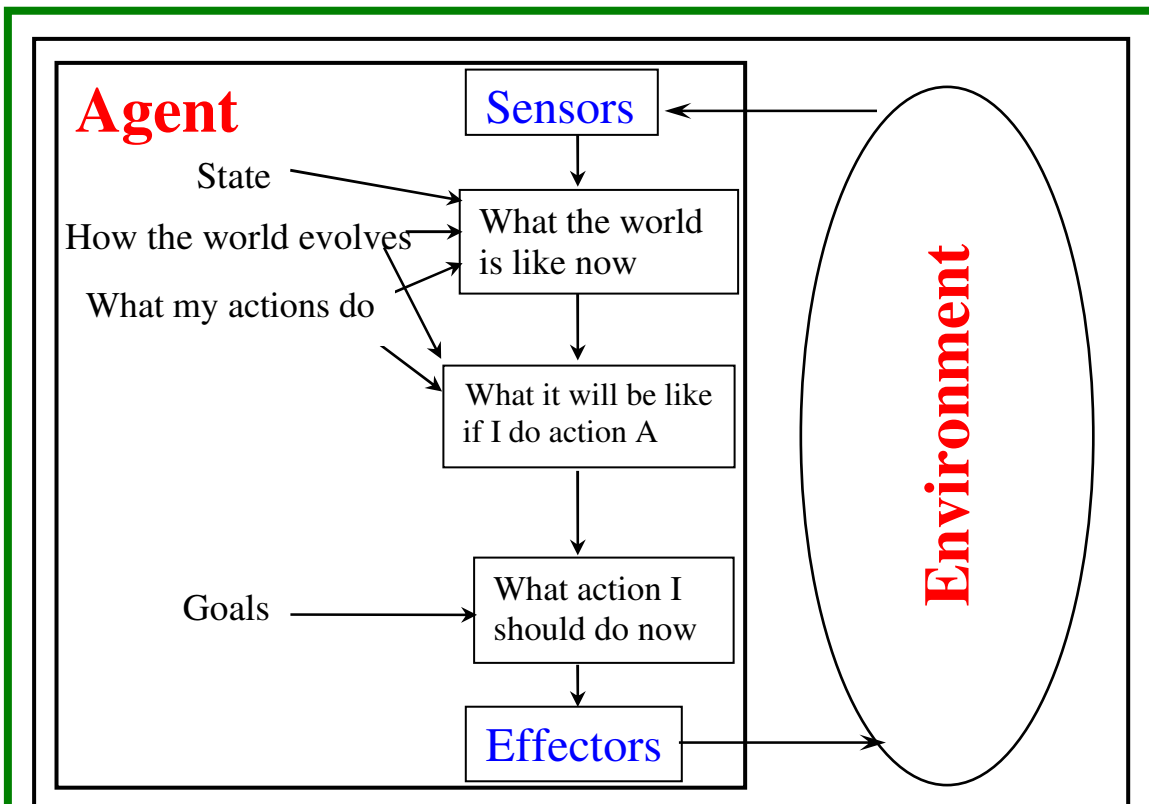 Agent
Sensors
State
How the world evolves
What my actions do
What the world
is like now
What it will be like
if I do action A
Goals
What action I
should do now
Effectors
Environment